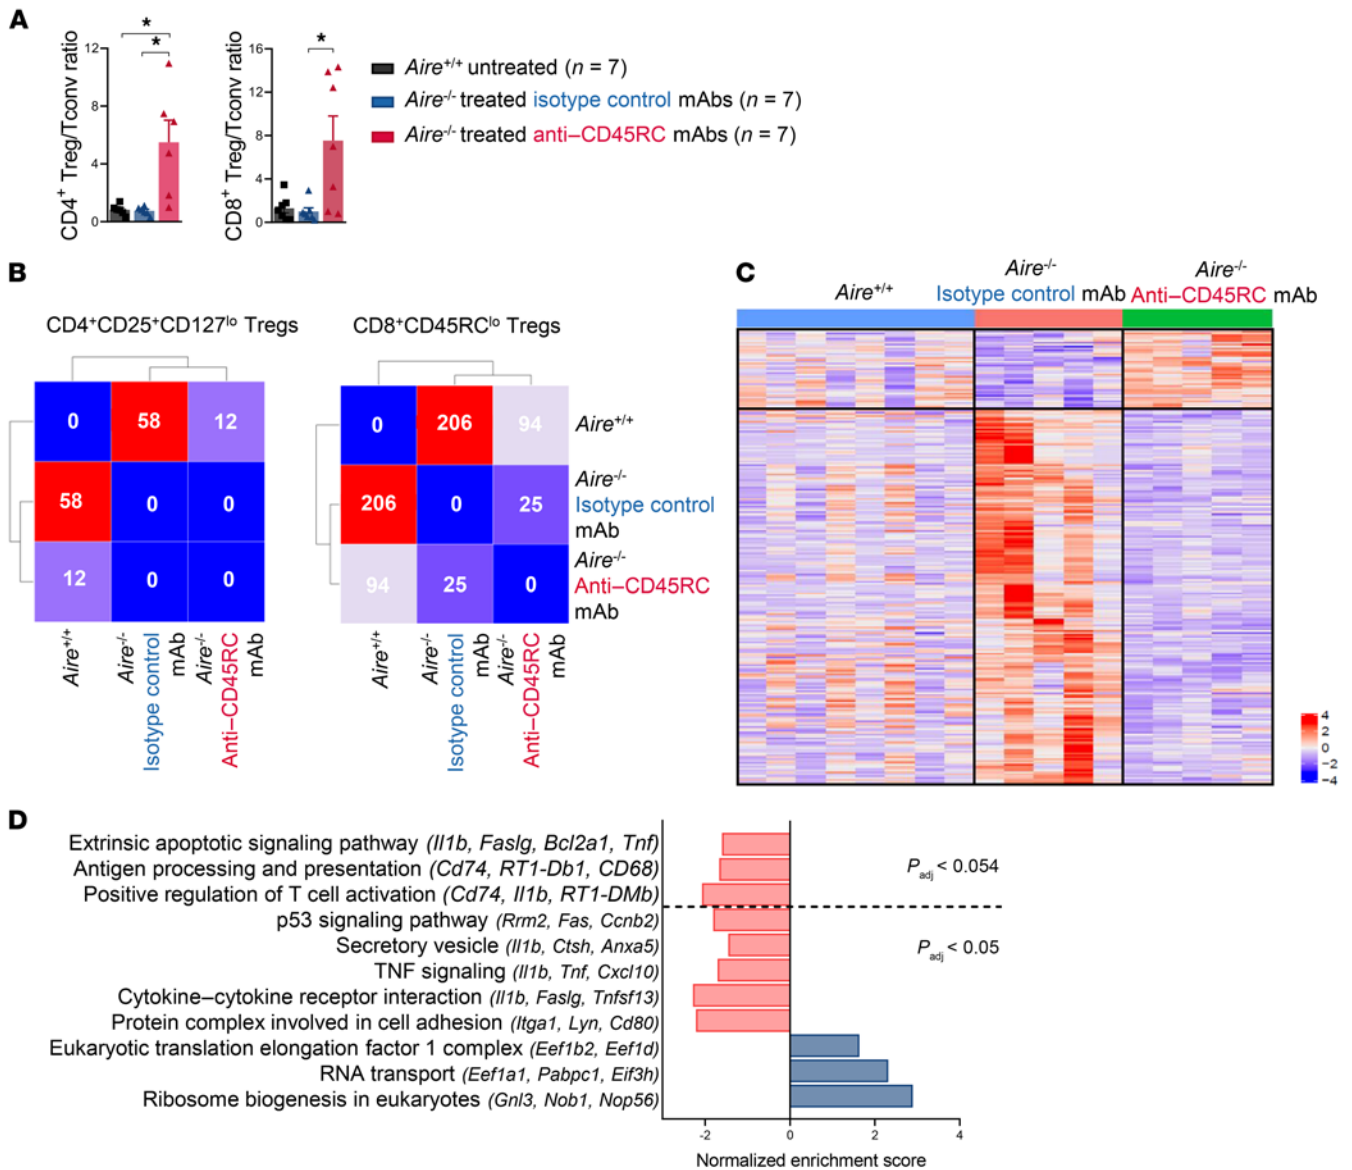 A
CD4+ Treg/Tconv ratio
12
8
4
0
*
*
CD8+ Treg/Tconv ratio
16
12
8
4
0
*
Aire+/+ untreated (n = 7)
Aire-/- treated isotype control mAbs (n = 7)
Aire-/- treated anti–CD45RC mAbs (n = 7)
B
CD4+CD25+CD127lo Tregs
0 58 12
58 0 0
12 0 0
Aire+/+
Aire-/-
Isotype control
mAb
Aire-/-
Anti–CD45RC
mAb
CD8+CD45RClo Tregs
0 206 94
206 0 25
94 25 0
Aire+/+
Aire-/-
Isotype control
mAb
Aire-/-
Anti–CD45RC
mAb
Aire+/+
Aire-/-
Isotype control
mAb
Aire-/-
Anti–CD45RC
mAb
C
Aire+/+
Aire-/-
Isotype control mAb
Aire-/-
Anti–CD45RC mAb
4
2
0
−2
−4
D
Extrinsic apoptotic signaling pathway (Il1b, Faslg, Bcl2a1, Tnf)
Antigen processing and presentation (Cd74, RT1-Db1, CD68)
Positive regulation of T cell activation (Cd74, Il1b, RT1-DMb)
p53 signaling pathway (Rrm2, Fas, Ccnb2)
Secretory vesicle (Il1b, Ctsh, Anxa5)
TNF signaling (Il1b, Tnf, Cxcl10)
Cytokine–cytokine receptor interaction (Il1b, Faslg, Tnfsf13)
Protein complex involved in cell adhesion (Itga1, Lyn, Cd80)
Eukaryotic translation elongation factor 1 complex (Eef1b2, Eef1d)
RNA transport (Eef1a1, Pabpc1, Eif3h)
Ribosome biogenesis in eukaryotes (Gnl3, Nob1, Nop56)
Padj < 0.054
Padj < 0.05
-2 0 2 4
Normalized enrichment score